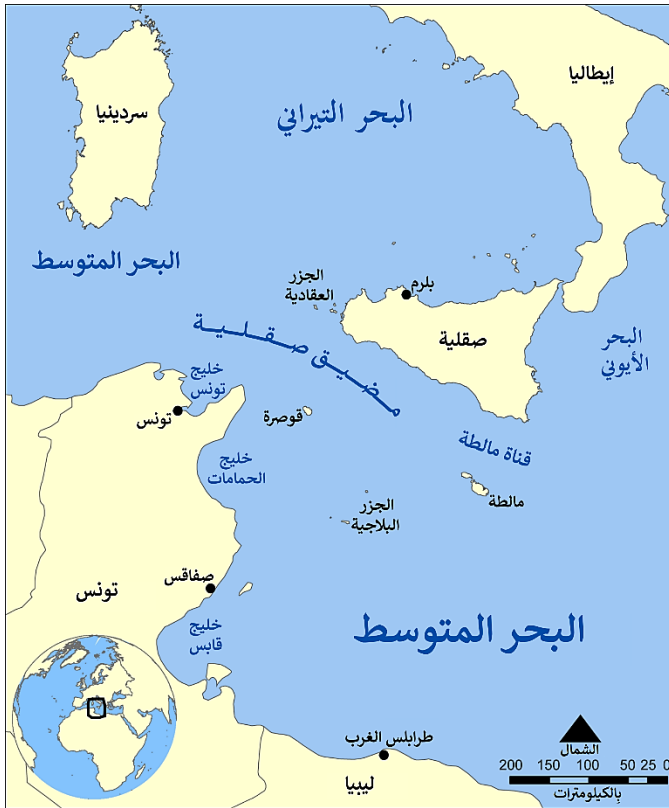 إيطاليا
سردينيا
البحر التيراني
البحر المتوسط
الجزر
العقادية
بلرم
صقلية
البحر
الأيوني
مضيق صقلية
خليج
تونس
تونس
قوصرة
قناة مالطة
خليج
الحمامات
مالطة
الجزر
البلاجية
صفاقس
تونس
البحر المتوسط
خليج
قابس
طرابلس الغرب
ليبيا
الشمال
200 150 100 50 25 0
بالكيلومترات